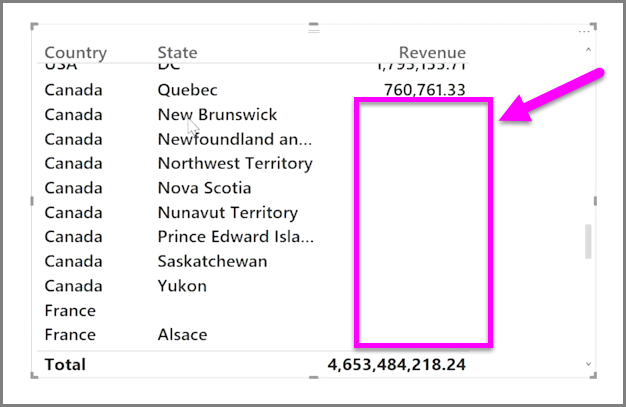 Country State Revenue
USA DC 1,795,155.71
Canada Quebec 760,761.33
Canada New Brunswick
Canada Newfoundland an...
Canada Northwest Territory
Canada Nova Scotia
Canada Nunavut Territory
Canada Prince Edward Isla...
Canada Saskatchewan
Canada Yukon
France
France Alsace
Total 4,653,484,218.24